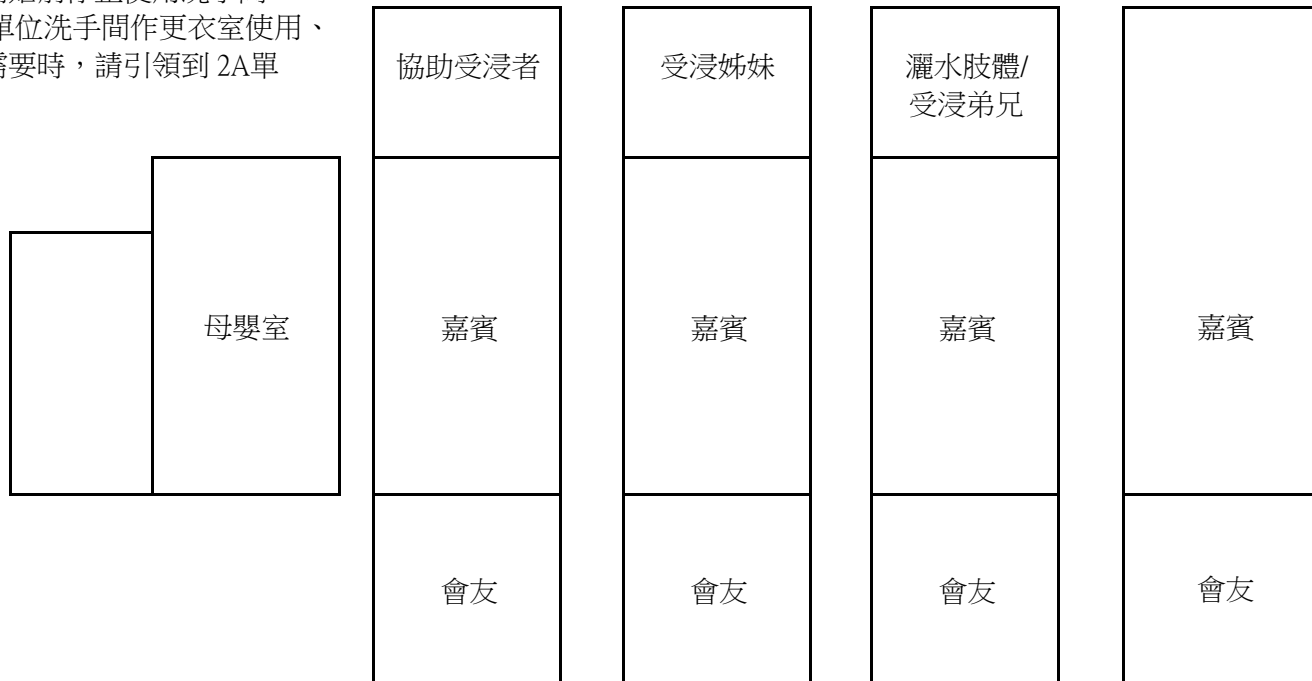 單位洗手間作更衣室使用、
需要時，請引領到 2A單
協助受浸者
受浸姊妹
灑水肢體/
受浸弟兄
母嬰室
嘉賓
嘉賓
嘉賓
嘉賓
會友
會友
會友
會友